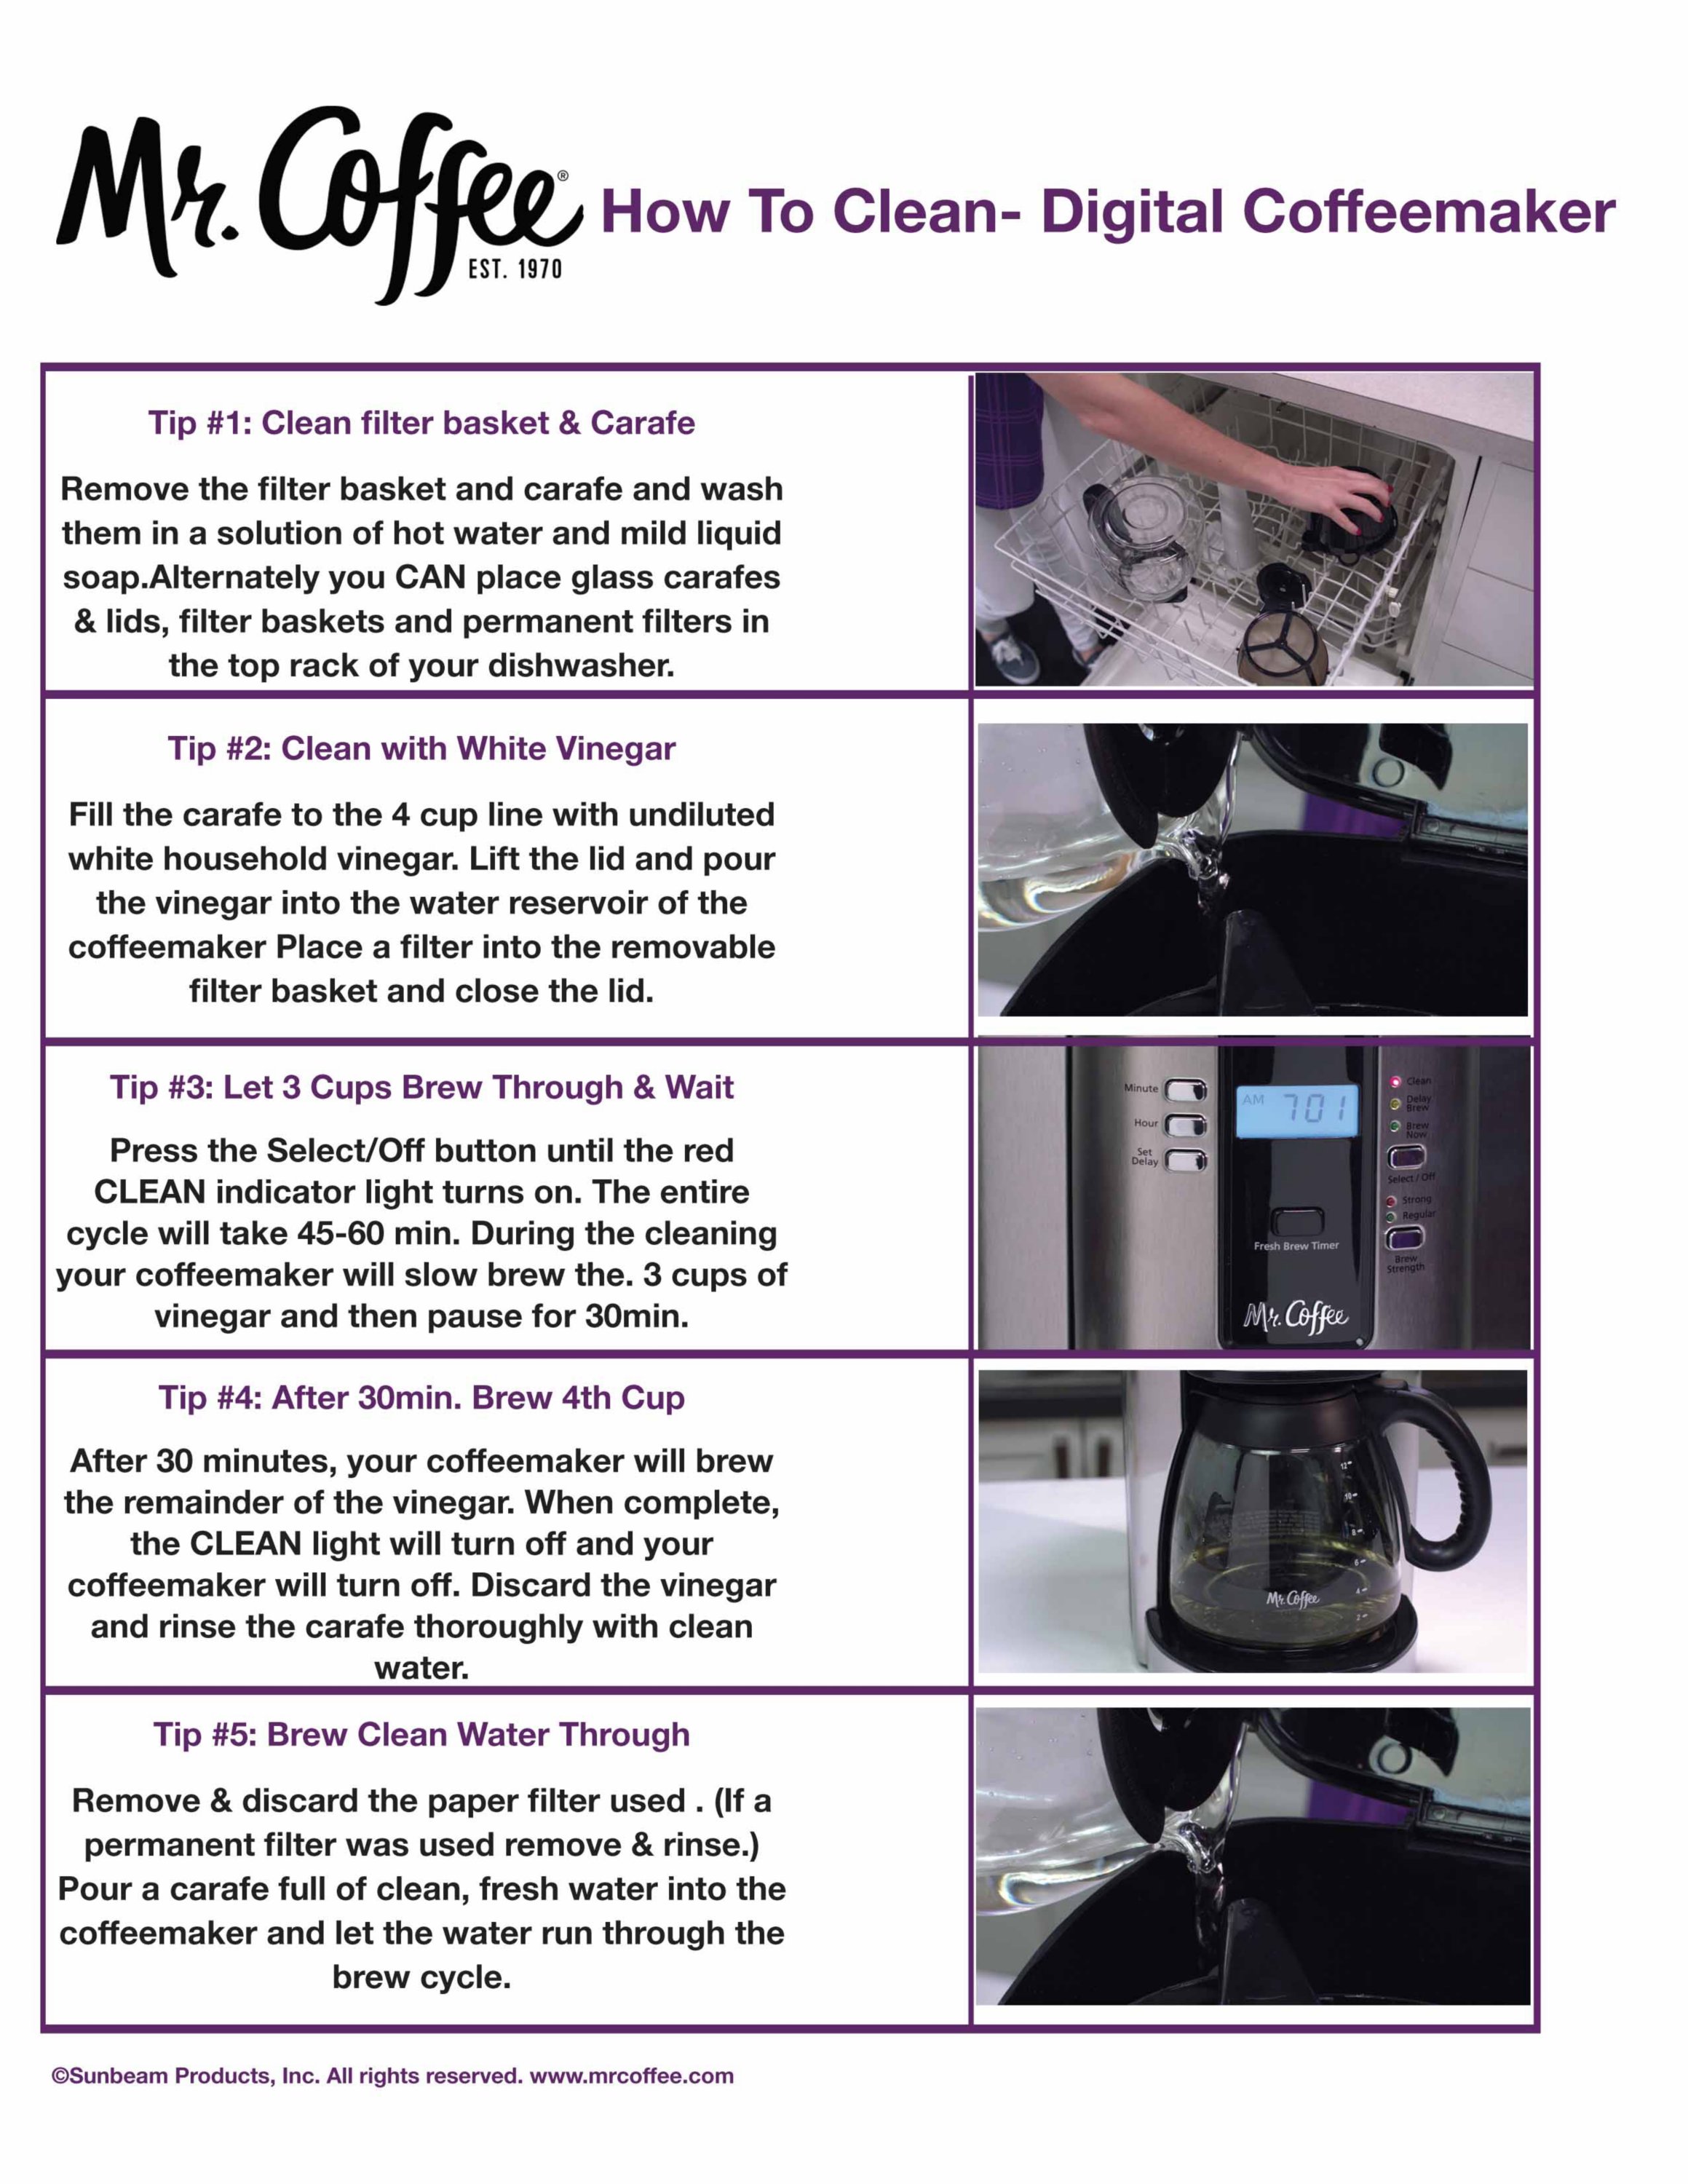 Mr. Coffee®
EST. 1970
How To Clean- Digital Coffeemaker
Tip #1: Clean filter basket & Carafe
Remove the filter basket and carafe and wash
them in a solution of hot water and mild liquid
soap.Alternately you CAN place glass carafes
& lids, filter baskets and permanent filters in
the top rack of your dishwasher.
Tip #2: Clean with White Vinegar
Fill the carafe to the 4 cup line with undiluted
white household vinegar. Lift the lid and pour
the vinegar into the water reservoir of the
coffeemaker Place a filter into the removable
filter basket and close the lid.
Tip #3: Let 3 Cups Brew Through & Wait
Press the Select/Off button until the red
CLEAN indicator light turns on. The entire
cycle will take 45-60 min. During the cleaning
your coffeemaker will slow brew the. 3 cups of
vinegar and then pause for 30min.
Minute
Hour
Set
Delay
AM 701
Fresh Brew Timer
Mr. Coffee
Clean
Delay
Brew
Brew
Now
Select / Off
Strong
Regular
Brew
Strength
Tip #4: After 30min. Brew 4th Cup
After 30 minutes, your coffeemaker will brew
the remainder of the vinegar. When complete,
the CLEAN light will turn off and your
coffeemaker will turn off. Discard the vinegar
and rinse the carafe thoroughly with clean
water.
12
10
8
6
4
2
Mr. Coffee
Tip #5: Brew Clean Water Through
Remove & discard the paper filter used . (If a
permanent filter was used remove & rinse.)
Pour a carafe full of clean, fresh water into the
coffeemaker and let the water run through the
brew cycle.
©Sunbeam Products, Inc. All rights reserved. www.mrcoffee.com